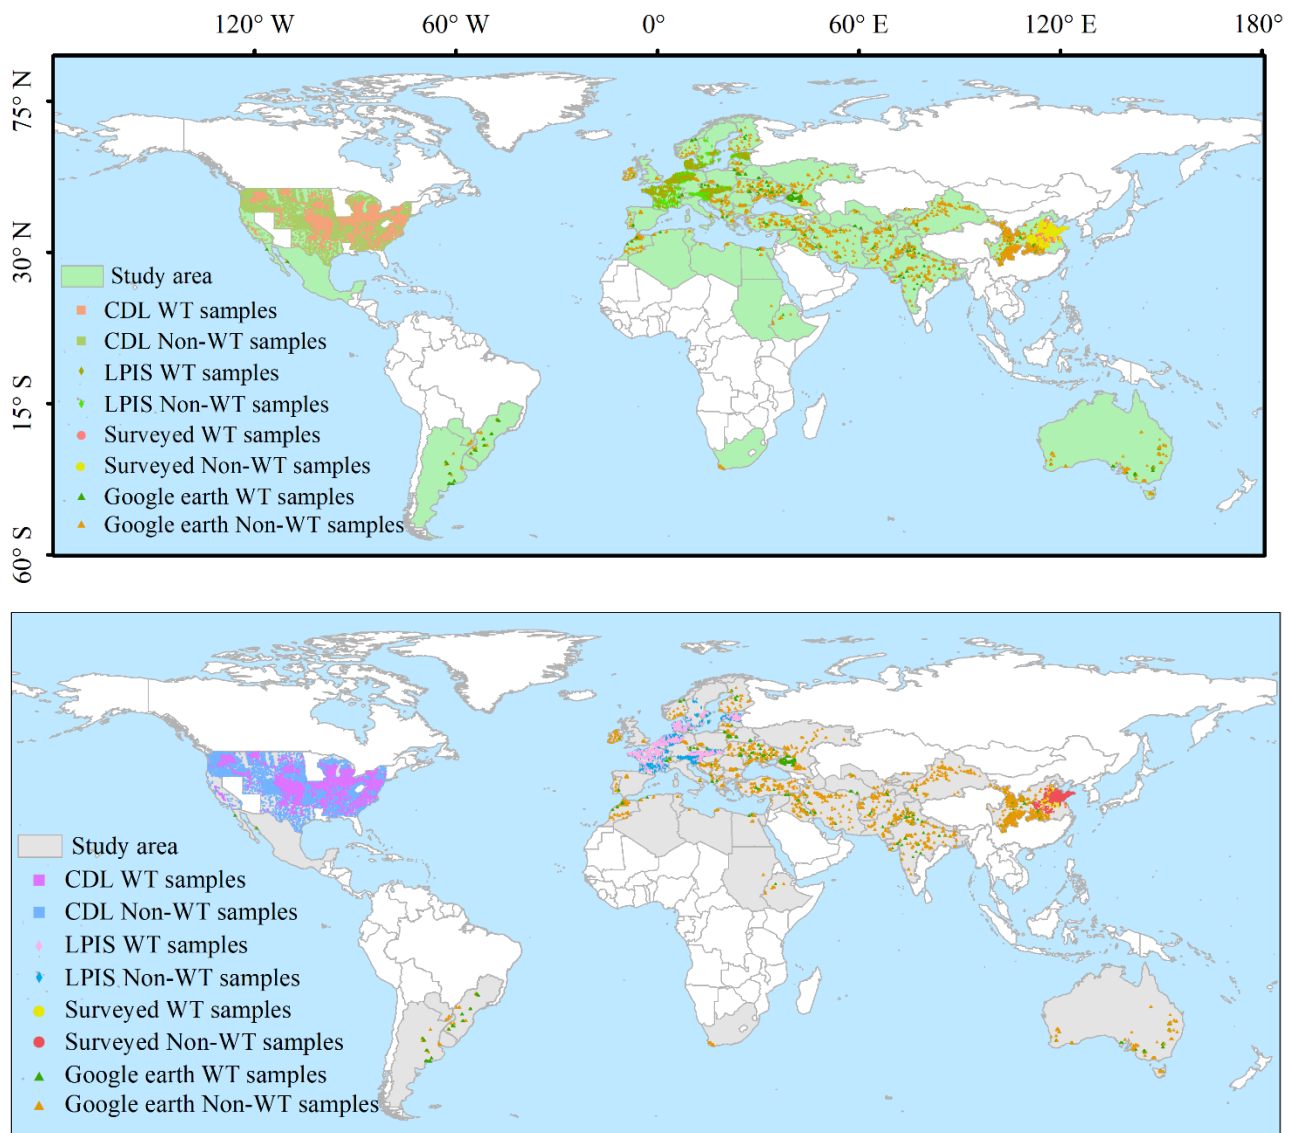 120° W 60° W 0° 60° E 120° E 180°
75° N
30° N
15° S
60° S
Study area
CDL WT samples
CDL Non-WT samples
LPIS WT samples
LPIS Non-WT samples
Surveyed WT samples
Surveyed Non-WT samples
Google earth WT samples
Google earth Non-WT samples
Study area
CDL WT samples
CDL Non-WT samples
LPIS WT samples
LPIS Non-WT samples
Surveyed WT samples
Surveyed Non-WT samples
Google earth WT samples
Google earth Non-WT samples